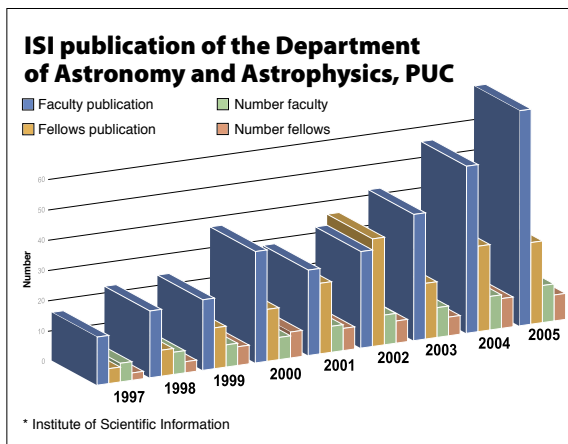 ISI publication of the Department
of Astronomy and Astrophysics, PUC
Faculty publication
Number faculty
Fellows publication
Number fellows
60
50
40
30
20
10
0
Number
1997
1998
1999
2000
2001
2002
2003
2004
2005
* Institute of Scientific Information